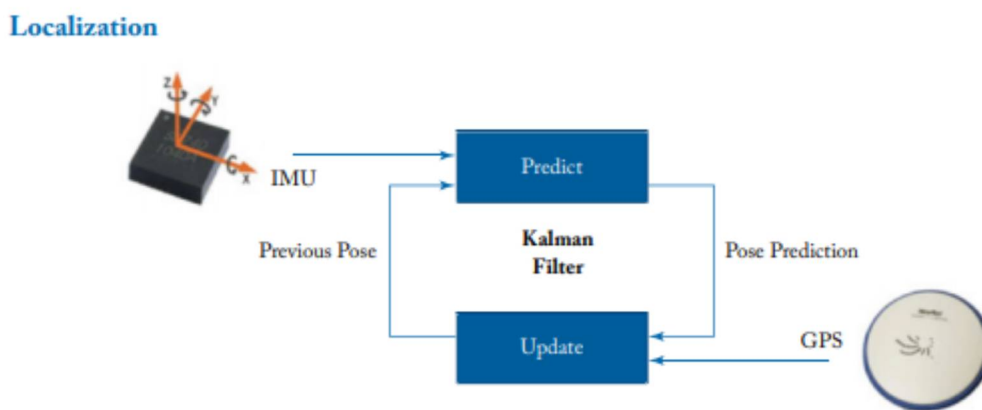 Localization
Z
Y
X
IMU
Predict
Previous Pose
Kalman
Filter
Pose Prediction
Update
GPS